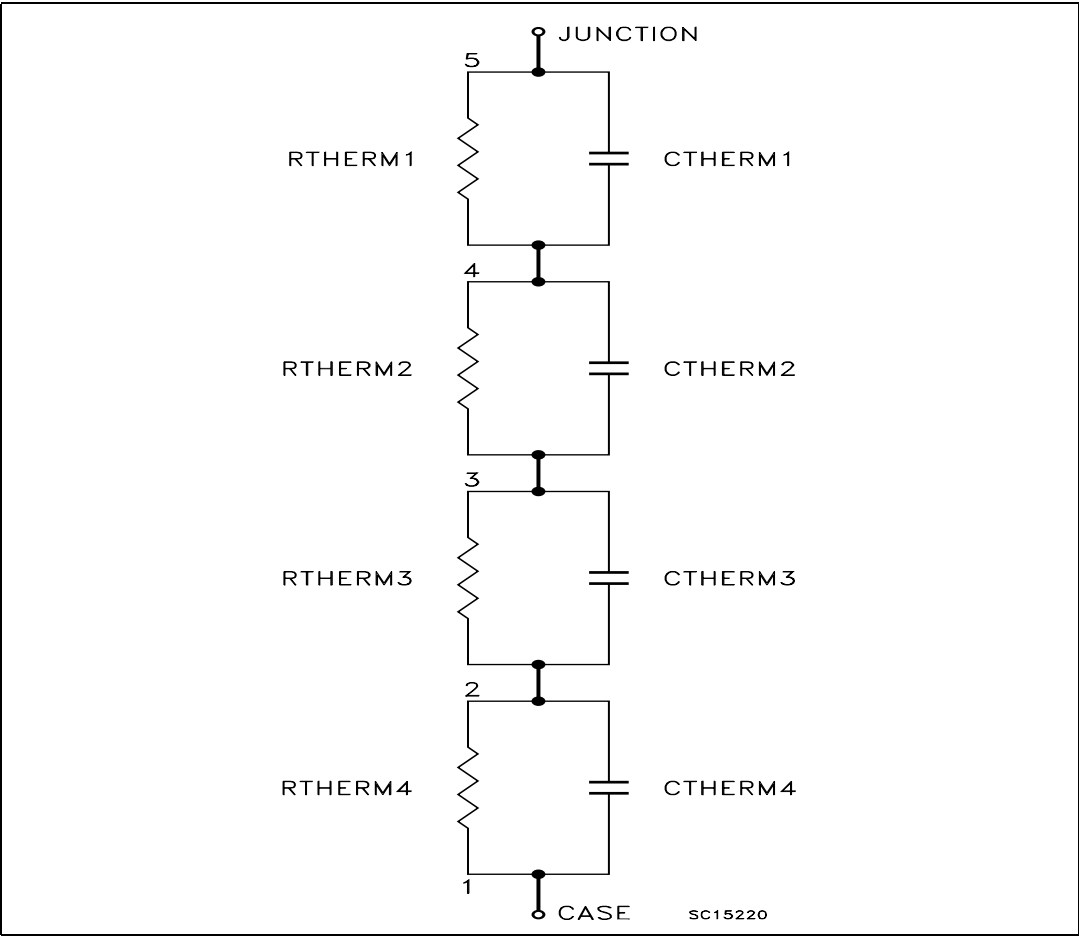 JUNCTION
5
RTHERM1 CTHERM1
4
RTHERM2 CTHERM2
3
RTHERM3 CTHERM3
2
RTHERM4 CTHERM4
1
CASE SC15220